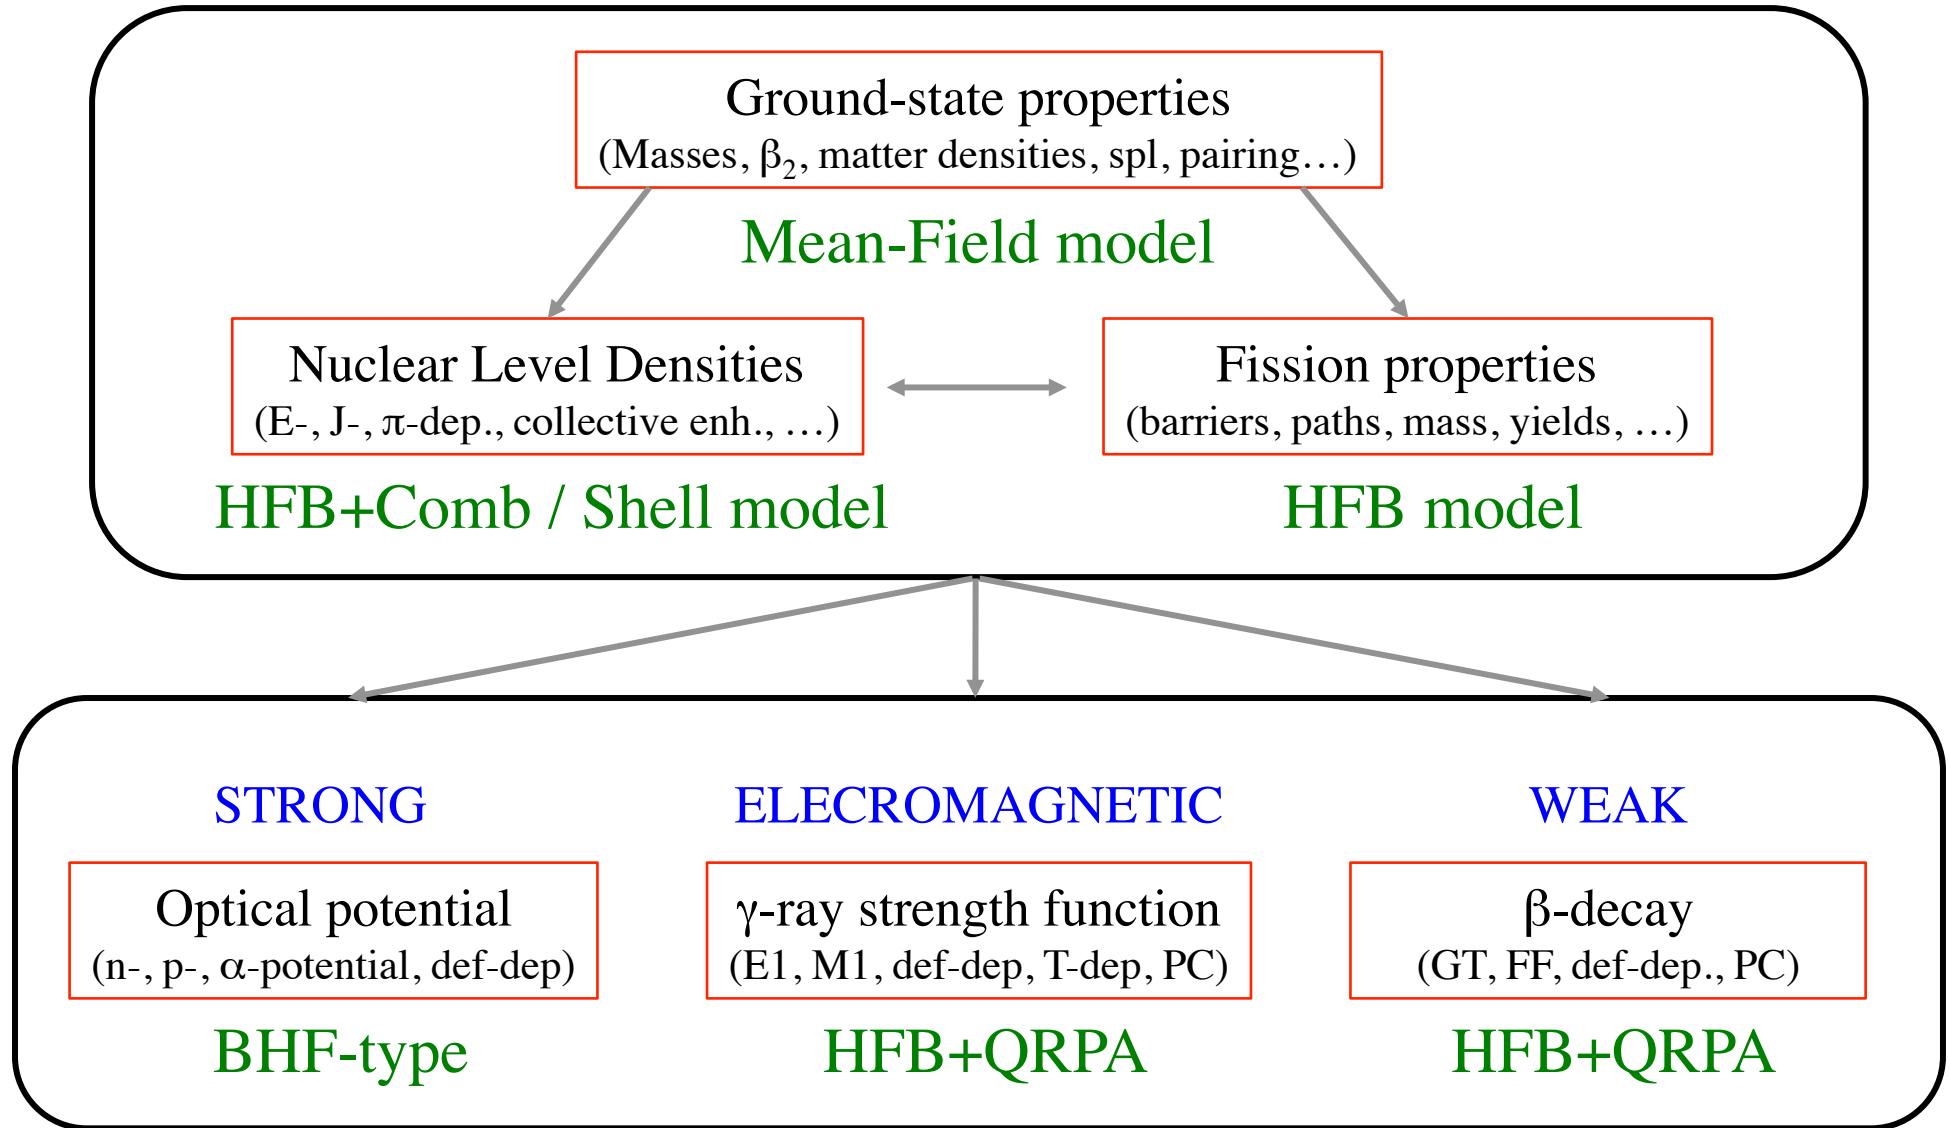 Ground-state properties
(Masses, β₂, matter densities, spl, pairing…)
Mean-Field model
Nuclear Level Densities
(E-, J-, π-dep., collective enh., …)
HFB+Comb / Shell model
Fission properties
(barriers, paths, mass, yields, …)
HFB model
STRONG
Optical potential
(n-, p-, α-potential, def-dep)
BHF-type
ELECROMAGNETIC
γ-ray strength function
(E1, M1, def-dep, T-dep, PC)
HFB+QRPA
WEAK
β-decay
(GT, FF, def-dep., PC)
HFB+QRPA